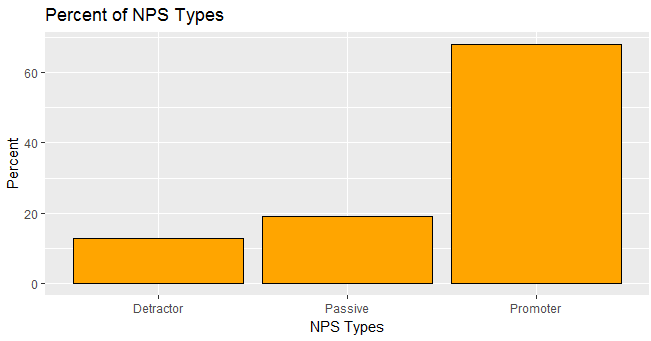 Percent of NPS Types
Percent
60
40
20
0
Detractor Passive Promoter
NPS Types